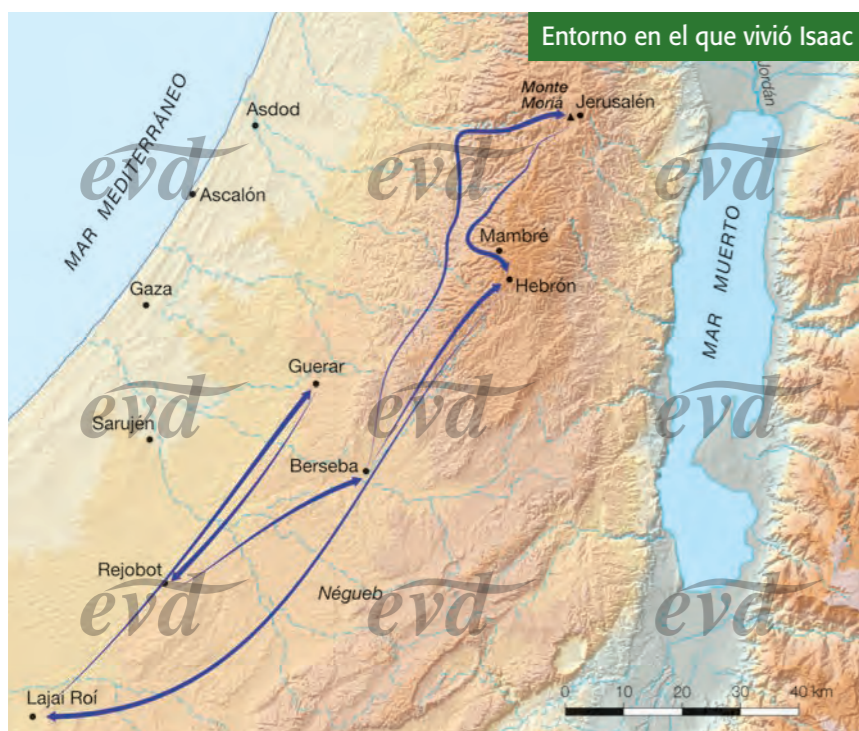 Entorno en el que vivió Isaac
Jordán
Monte
Moriá
Jerusalén
Asdod
MAR MEDITERRÁNEO
evd
evd
evd
Ascalón
Mambré
Hebrón
Gaza
MAR MUERTO
Guerar
evd
evd
evd
Sarujén
Berseba
Rejobot
Négueb
evd
evd
evd
Lajai Roí
0 10 20 30 40 km